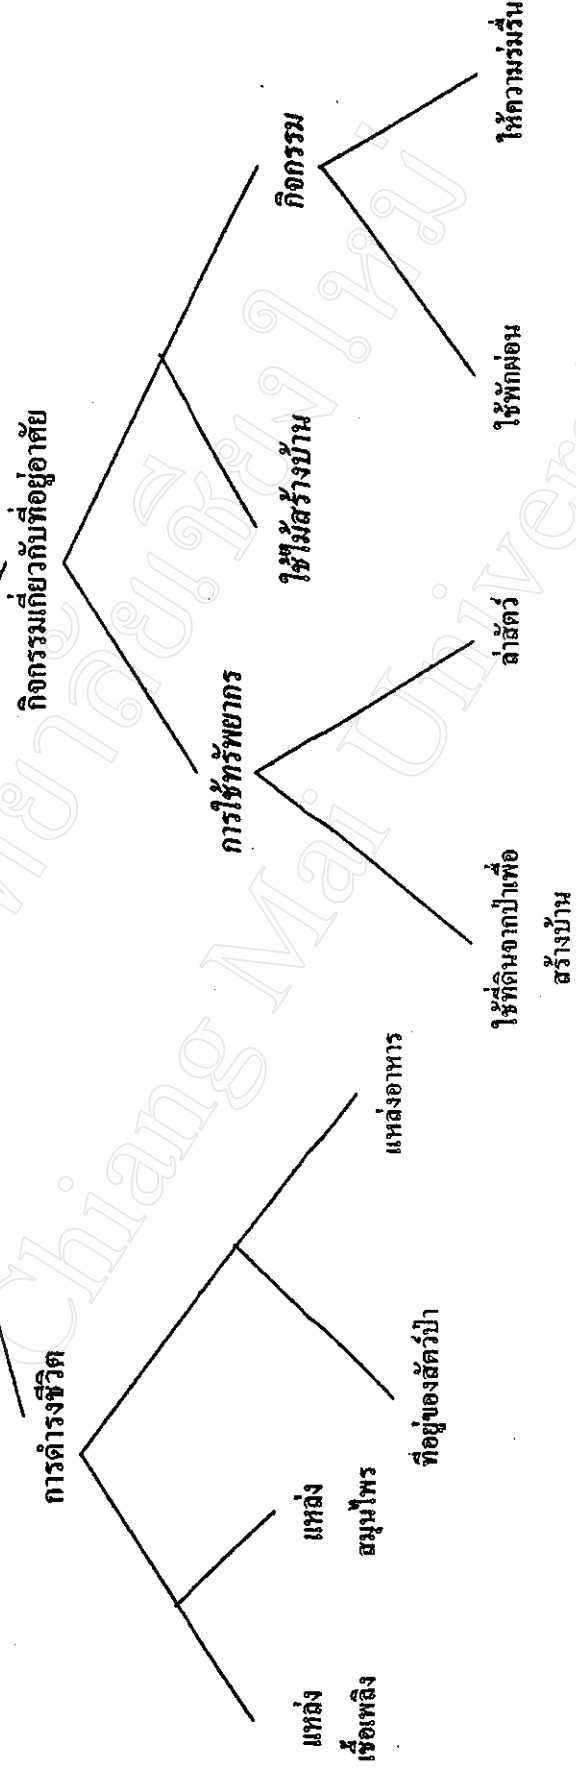 กิจกรรมเกี่ยวกับที่อยู่อาศัย
การดำรงชีวิต
การใช้ทรัพยากร
ใช้ไม้สร้างบ้าน
กิจกรรม
แหล่ง
เชื้อเพลิง
แหล่ง
สมุนไพร
ที่อยู่ของสัตว์ป่า
แหล่งอาหาร
ใช้ที่ดินจากป่าเพื่อ
สร้างบ้าน
ล่าสัตว์
ใช้พักผ่อน
ให้ความร่มรื่น
Chiang Mai Univer